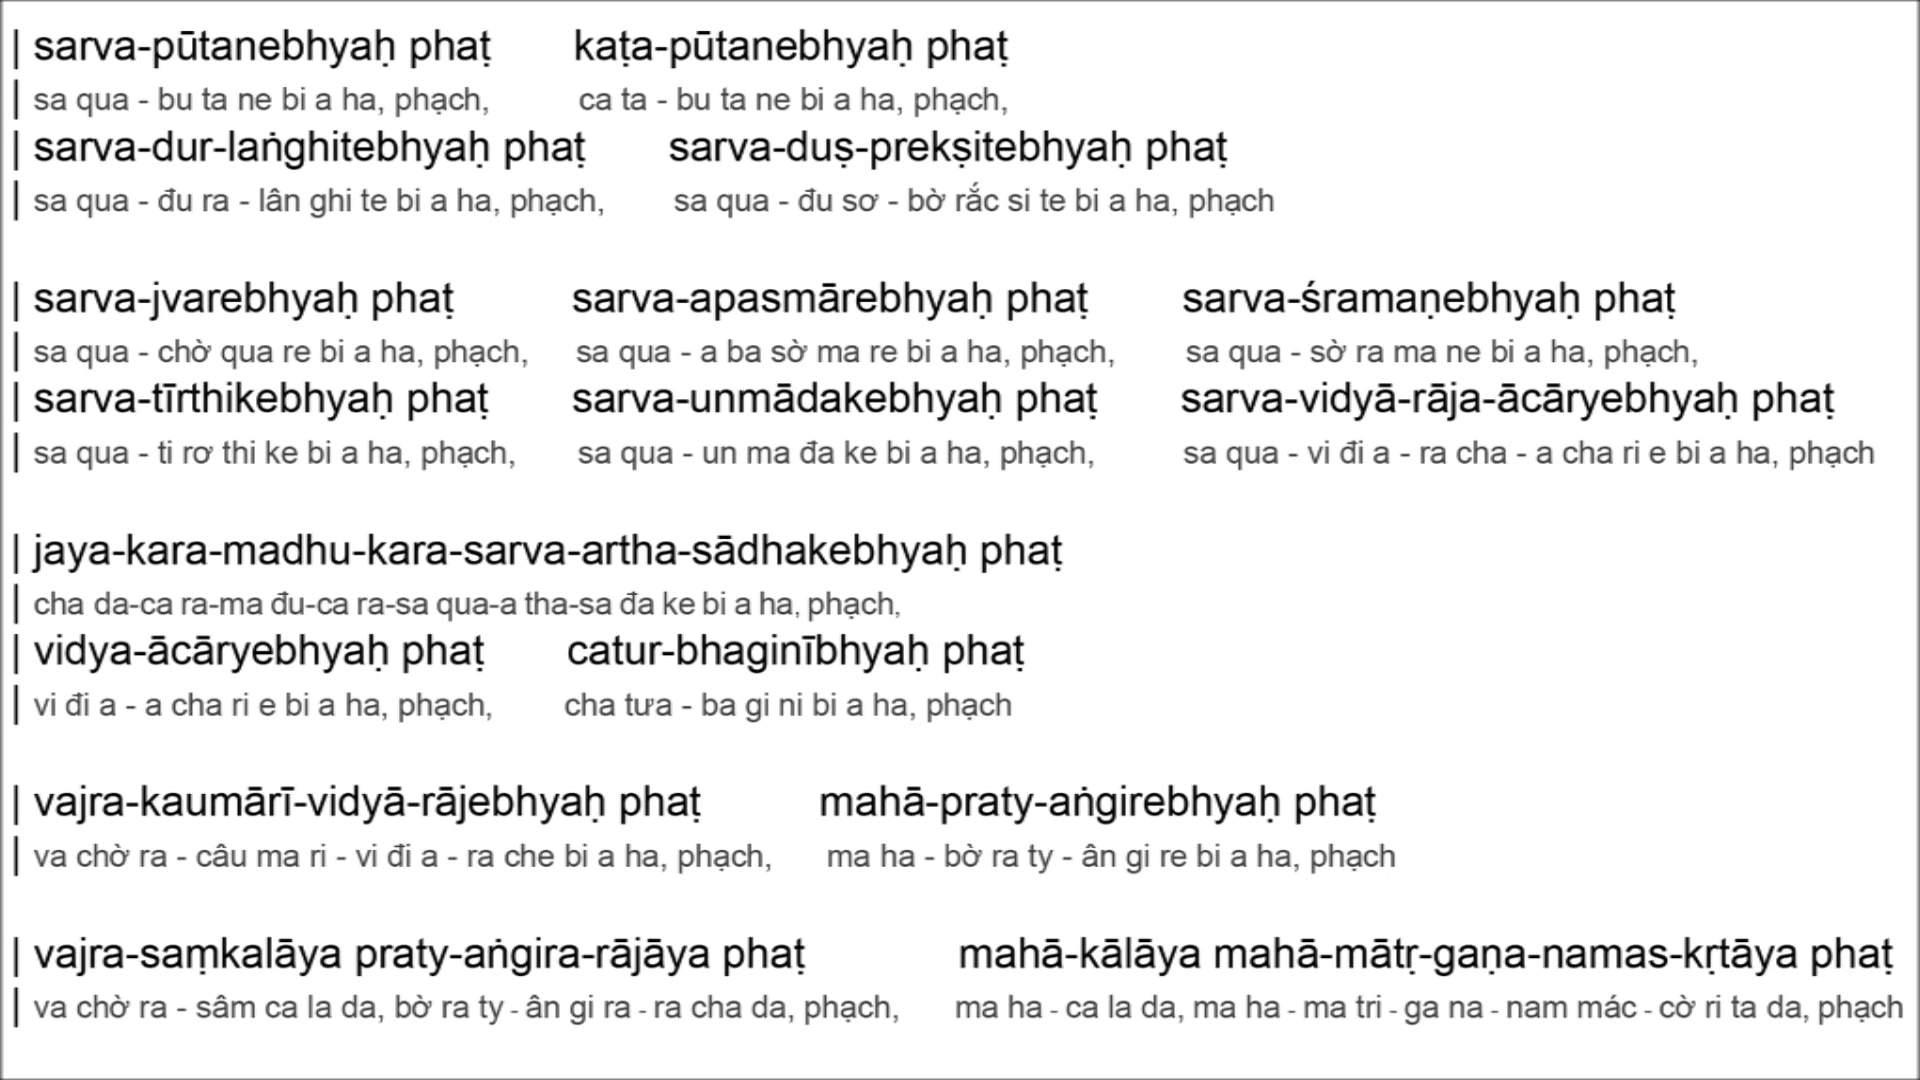 | sarva-pūtanebhyaḥ phaṭ kaṭa-pūtanebhyaḥ phaṭ
| sa qua - bu ta ne bi a ha, phạch, ca ta - bu ta ne bi a ha, phạch,
| sarva-dur-laṅghitebhyaḥ phaṭ sarva-duṣ-prekṣitebhyaḥ phaṭ
| sa qua - đu ra - lân ghi te bi a ha, phạch, sa qua - đu sơ - bờ rắc si te bi a ha, phạch
| sarva-jvarebhyaḥ phaṭ sarva-apasmārebhyaḥ phaṭ sarva-śramaṇebhyaḥ phaṭ
| sa qua - chờ qua re bi a ha, phạch, sa qua - a ba sờ ma re bi a ha, phạch, sa qua - sờ ra ma ne bi a ha, phạch,
| sarva-tīrthikebhyaḥ phaṭ sarva-unmādakebhyaḥ phaṭ sarva-vidyā-rāja-ācāryebhyaḥ phaṭ
| sa qua - ti rơ thi ke bi a ha, phạch, sa qua - un ma đa ke bi a ha, phạch, sa qua - vi đi a - ra cha - a cha ri e bi a ha, phạch
| jaya-kara-madhu-kara-sarva-artha-sādhakebhyaḥ phaṭ
| cha da-ca ra-ma đu-ca ra-sa qua-a tha-sa đa ke bi a ha, phạch,
| vidya-ācāryebhyaḥ phaṭ catur-bhaginībhyaḥ phaṭ
| vi đi a - a cha ri e bi a ha, phạch, cha tưa - ba gi ni bi a ha, phạch
| vajra-kaumārī-vidyā-rājebhyaḥ phaṭ mahā-praty-aṅgirebhyaḥ phaṭ
| va chờ ra - câu ma ri - vi đi a - ra che bi a ha, phạch, ma ha - bờ ra ty - ân gi re bi a ha, phạch
| vajra-saṃkalāya praty-aṅgira-rājāya phaṭ mahā-kālāya mahā-mātṛ-gaṇa-namas-kṛtāya phaṭ
| va chờ ra - sâm ca la da, bờ ra ty - ân gi ra - ra cha da, phạch, ma ha - ca la da, ma ha - ma tri - ga na - nam mác - cờ ri ta da, phạch